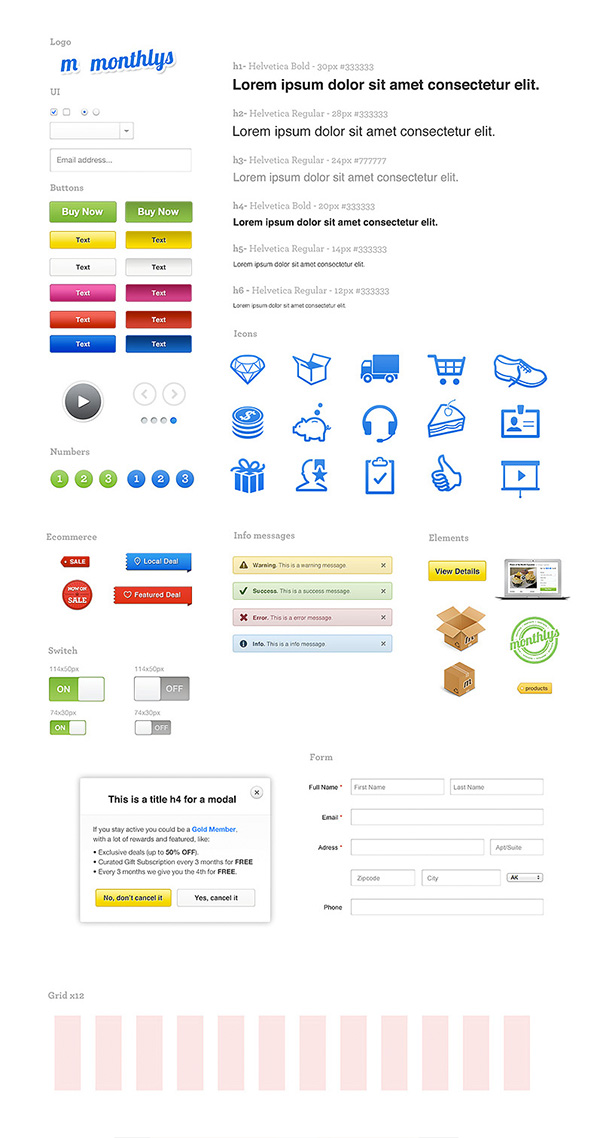 Logo
m monthlys
UI
Email address...
Buttons
Buy Now Buy Now
Text Text
Text Text
Text Text
Text Text
Text Text
Numbers
1 2 3 1 2 3
h1- Helvetica Bold - 30px #333333
Lorem ipsum dolor sit amet consectetur elit.
h2- Helvetica Regular - 28px #333333
Lorem ipsum dolor sit amet consectetur elit.
h3- Helvetica Regular - 24px #777777
Lorem ipsum dolor sit amet consectetur elit.
h4- Helvetica Bold - 20px #333333
Lorem ipsum dolor sit amet consectetur elit.
h5- Helvetica Regular - 14px #333333
Lorem ipsum dolor sit amet consectetur elit.
h6 - Helvetica Regular - 12px #333333
Lorem ipsum dolor sit amet consectetur elit.
Icons
$
Ecommerce
SALE
Local Deal
NOW ON
SALE
Featured Deal
Info messages
Warning. This is a warning message
Success. This is a success message
Error. This is a error message
Info. This is a info message
Elements
View Details
m
monthlys
m
products
Switch
114x50px 114x50px
ON OFF
74x30px 74x30px
ON OFF
This is a title h4 for a modal
If you stay active you could be a Gold Member,
with a lot of rewards and featured, like:
• Exclusive deals (up to 50% OFF).
• Curated Gift Subscription every 3 months for FREE
• Every 3 months we give you the 4th for FREE.
No, don't cancel it Yes, cancel it
Form
Full Name * First Name Last Name
Email *
Adress * Apt/Suite
Zipcode City AK
Phone
Grid x12